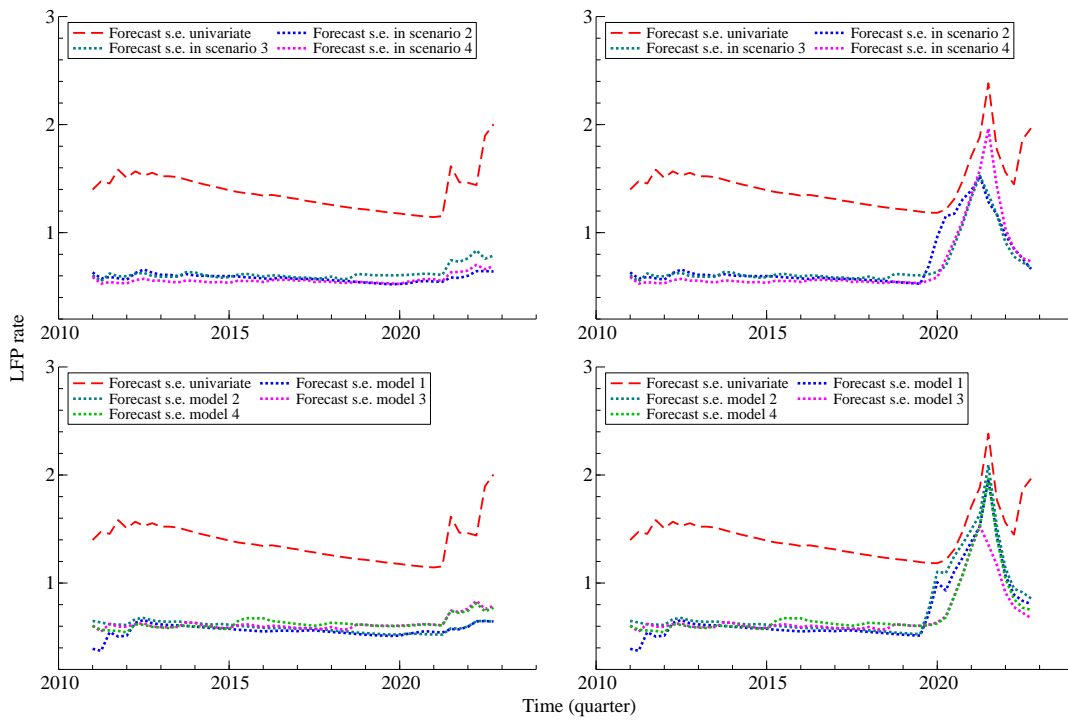 3
Forecast s.e. univariate Forecast s.e. in scenario 2
Forecast s.e. in scenario 3 Forecast s.e. in scenario 4
2
1
2010 2015 2020
3
Forecast s.e. univariate Forecast s.e. in scenario 2
Forecast s.e. in scenario 3 Forecast s.e. in scenario 4
2
1
2010 2015 2020
LFP rate
3
Forecast s.e. univariate Forecast s.e. model 1
Forecast s.e. model 2 Forecast s.e. model 3
Forecast s.e. model 4
2
1
2010 2015 2020
3
Forecast s.e. univariate Forecast s.e. model 1
Forecast s.e. model 2 Forecast s.e. model 3
Forecast s.e. model 4
2
1
2010 2015 2020
Time (quarter)